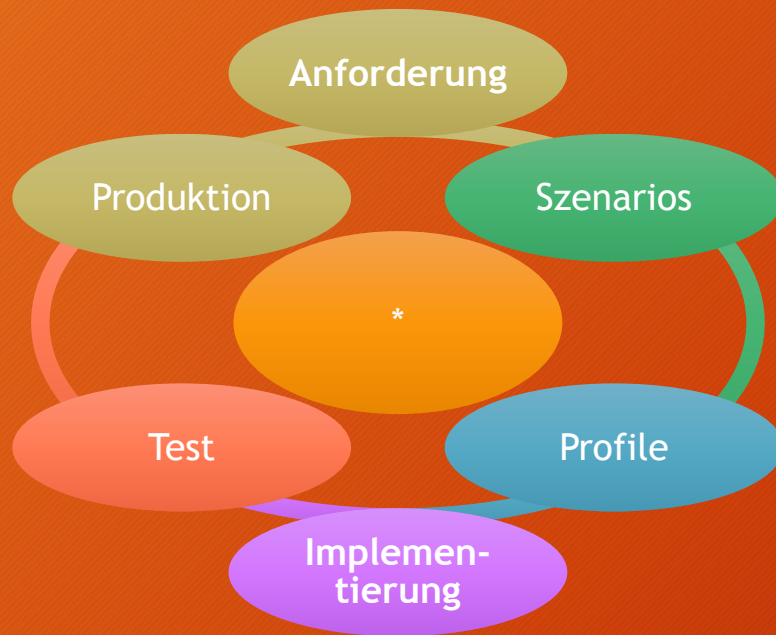 Anforderung
Produktion
Szenarios
*
Test
Profile
Implemen-
tierung